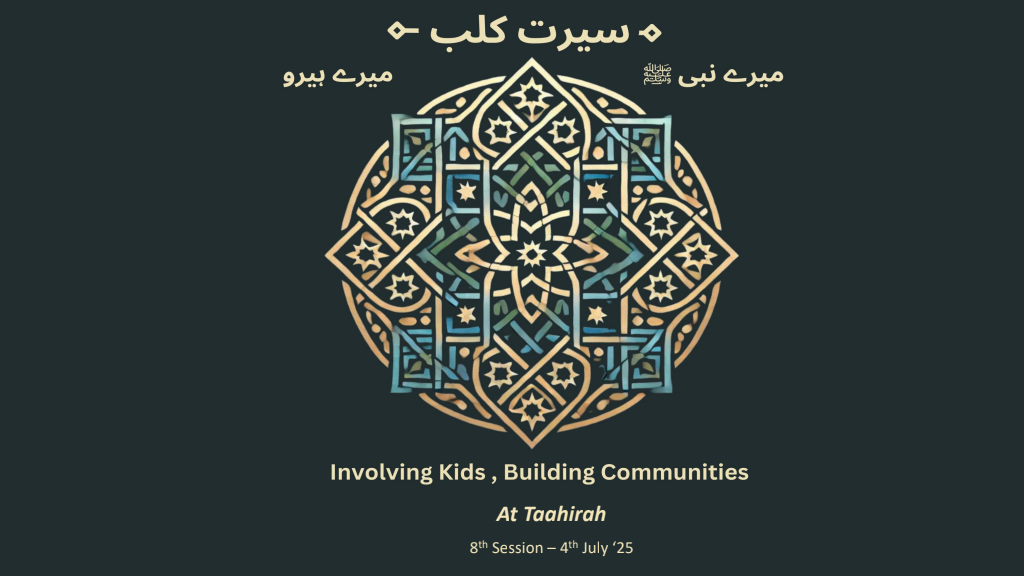 سیرت کلب
میرے نبی ﷺ
میرے ہیرو
Involving Kids , Building Communities
At Taahirah
8th Session – 4th July ‘25